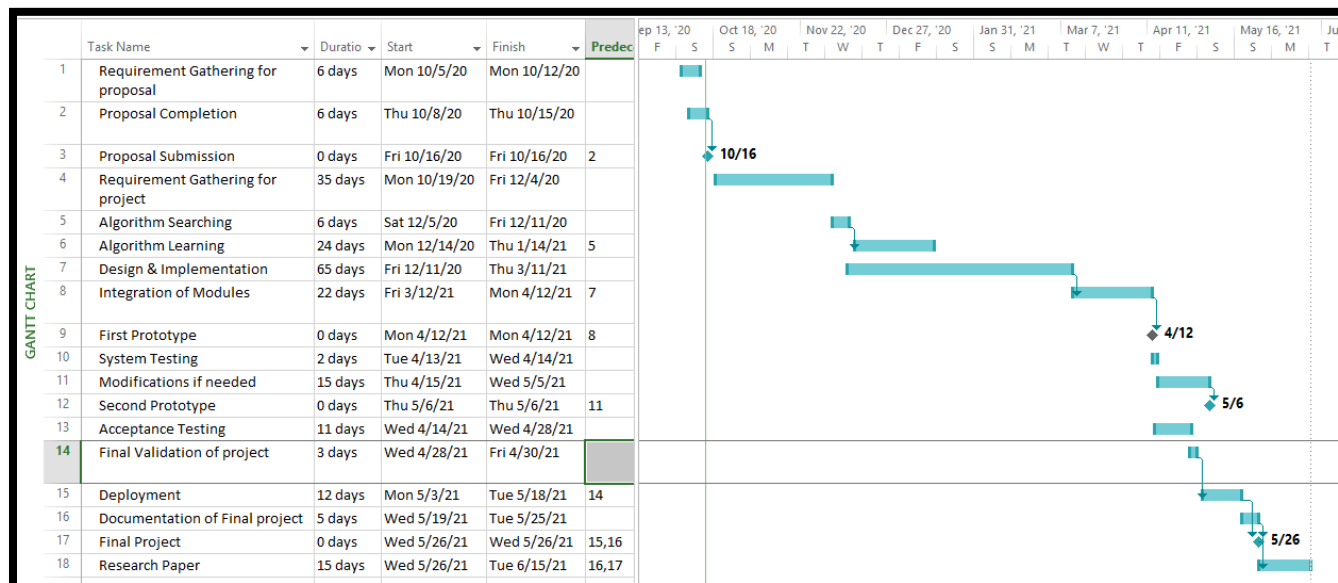 ep 13, '20 Oct 18, '20 Nov 22, '20 Dec 27, '20 Jan 31, '21 Mar 7, '21 Apr 11, '21 May 16, '21 Ju
Task Name Duratio Start Finish Predec F S S M W T F S S M T W T F S S M T
1 Requirement Gathering for proposal 6 days Mon 10/5/20 Mon 10/12/20
2 Proposal Completion 6 days Thu 10/8/20 Thu 10/15/20
3 Proposal Submission 0 days Fri 10/16/20 Fri 10/16/20 2 10/16
4 Requirement Gathering for project 35 days Mon 10/19/20 Fri 12/4/20
5 Algorithm Searching 6 days Sat 12/5/20 Fri 12/11/20
6 Algorithm Learning 24 days Mon 12/14/20 Thu 1/14/21 5
7 Design & Implementation 65 days Fri 12/11/20 Thu 3/11/21
8 Integration of Modules 22 days Fri 3/12/21 Mon 4/12/21 7
9 First Prototype 0 days Mon 4/12/21 Mon 4/12/21 8 4/12
10 System Testing 2 days Tue 4/13/21 Wed 4/14/21
11 Modifications if needed 15 days Thu 4/15/21 Wed 5/5/21
12 Second Prototype 0 days Thu 5/6/21 Thu 5/6/21 11 5/6
13 Acceptance Testing 11 days Wed 4/14/21 Wed 4/28/21
14 Final Validation of project 3 days Wed 4/28/21 Fri 4/30/21
15 Deployment 12 days Mon 5/3/21 Tue 5/18/21 14
16 Documentation of Final project 5 days Wed 5/19/21 Tue 5/25/21
17 Final Project 0 days Wed 5/26/21 Wed 5/26/21 15,16 5/26
18 Research Paper 15 days Wed 5/26/21 Tue 6/15/21 16,17
GANTT CHART